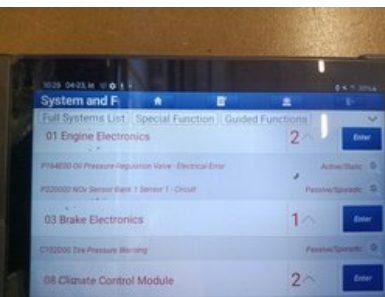 10:29 04-23,
System and F
Full Systems List Special Function Guided Functions
01 Engine Electronics 2 Enter
P164E00 Oil Pressure Regulation Valve - Electrical Error Active/Static
P220000 NOx Sensor Bank 1 Sensor 1 - Circuit Passive/Sporadic
03 Brake Electronics 1 Enter
C102000 Tire Pressure Warning Passive/Sporadic
08 Climate Control Module 2 Enter